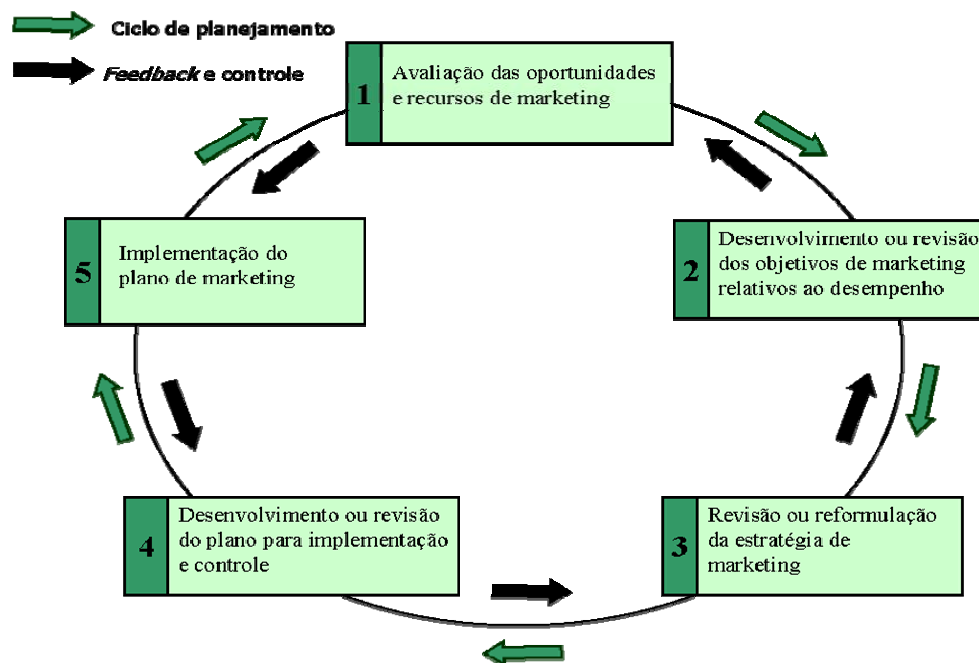 Ciclo de planejamento
Feedback e controle
1
Avaliação das oportunidades
e recursos de marketing
2
Desenvolvimento ou revisão
dos objetivos de marketing
relativos ao desempenho
3
Revisão ou reformulação
da estratégia de
marketing
4
Desenvolvimento ou revisão
do plano para implementação
e controle
5
Implementação do
plano de marketing